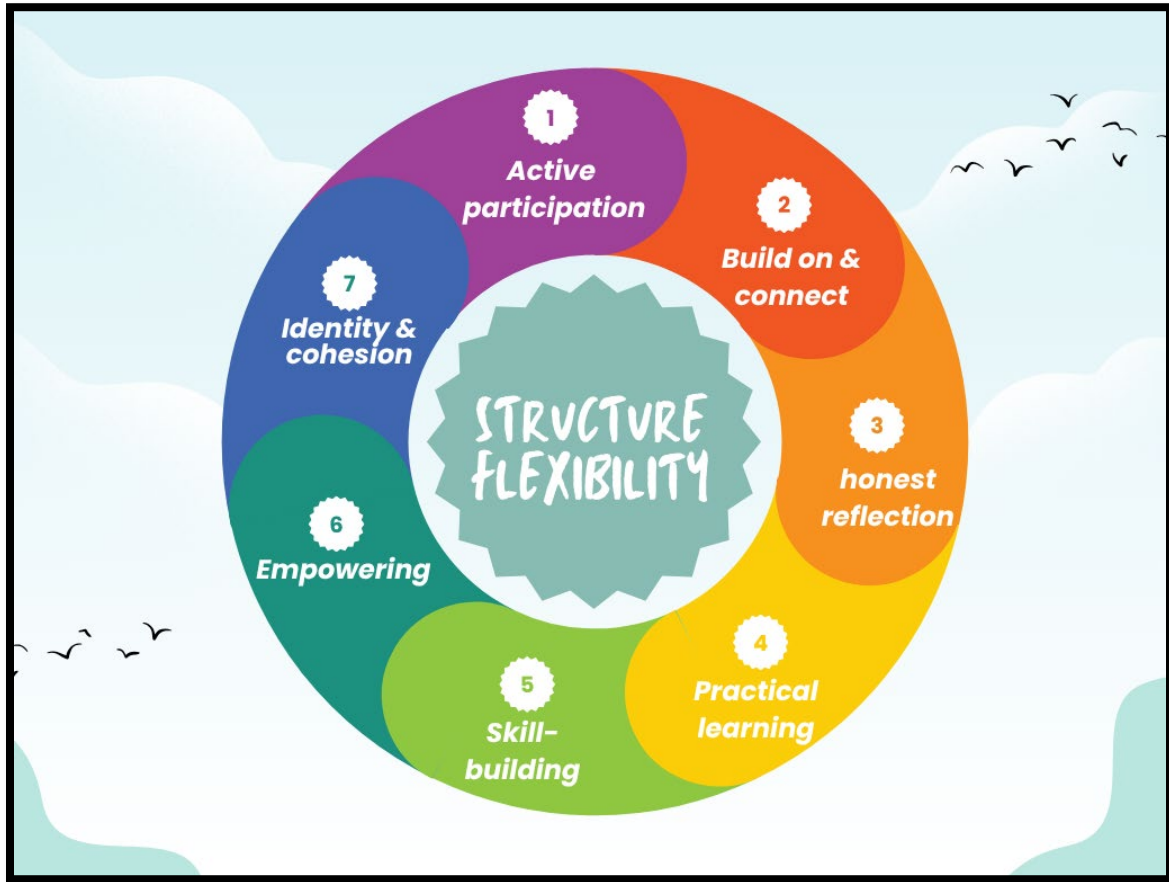 1
Active
participation
2
Build on &
connect
3
honest
reflection
4
Practical
learning
5
Skill-
building
6
Empowering
7
Identity &
cohesion
STRUCTURE
FLEXIBILITY